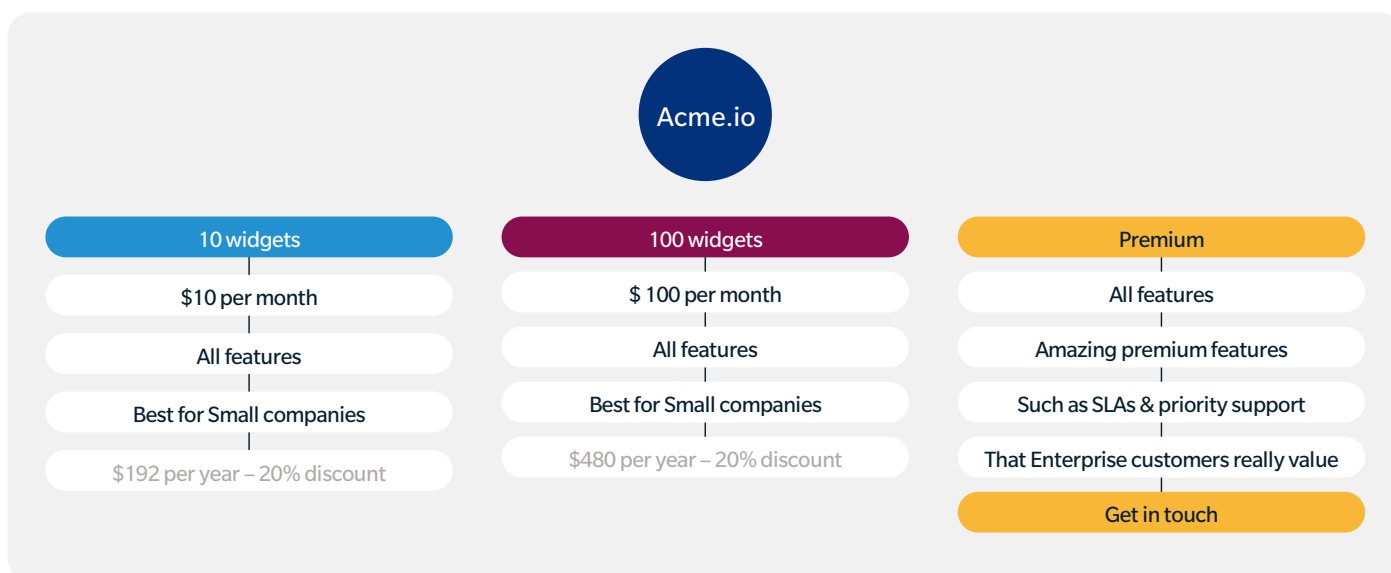 Acme.io
10 widgets
$10 per month
All features
Best for Small companies
$192 per year – 20% discount
100 widgets
$ 100 per month
All features
Best for Small companies
$480 per year – 20% discount
Premium
All features
Amazing premium features
Such as SLAs & priority support
That Enterprise customers really value
Get in touch